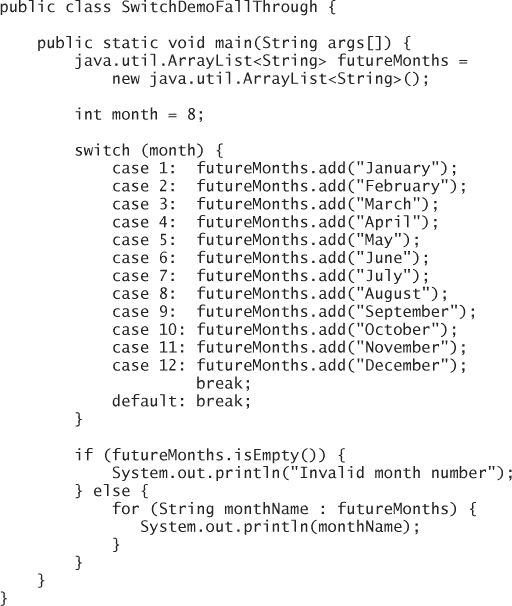 public class SwitchDemoFallThrough {

    public static void main(String args[]) {
        java.util.ArrayList<String> futureMonths =
            new java.util.ArrayList<String>();

        int month = 8;

        switch (month) {
            case 1:  futureMonths.add("January");
            case 2:  futureMonths.add("February");
            case 3:  futureMonths.add("March");
            case 4:  futureMonths.add("April");
            case 5:  futureMonths.add("May");
            case 6:  futureMonths.add("June");
            case 7:  futureMonths.add("July");
            case 8:  futureMonths.add("August");
            case 9:  futureMonths.add("September");
            case 10: futureMonths.add("October");
            case 11: futureMonths.add("November");
            case 12: futureMonths.add("December");
                     break;
            default: break;
        }

        if (futureMonths.isEmpty()) {
            System.out.println("Invalid month number");
        } else {
            for (String monthName : futureMonths) {
               System.out.println(monthName);
            }
        }
    }
}